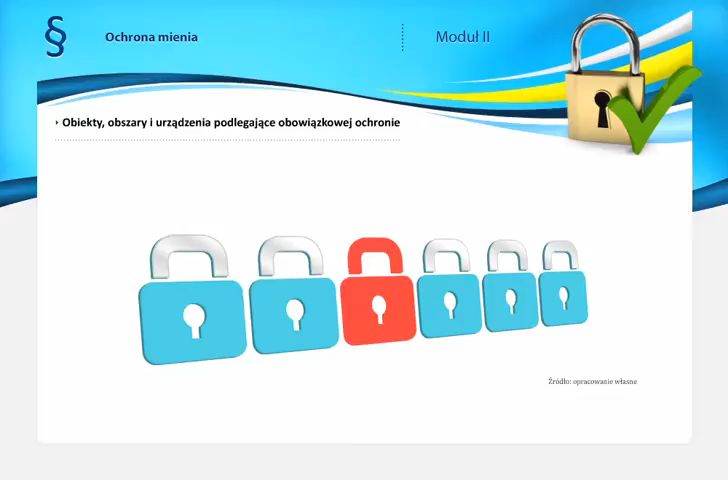 §
Ochrona mienia
Moduł II
Obiekty, obszary i urządzenia podlegające obowiązkowej ochronie
Źródło: opracowanie własne